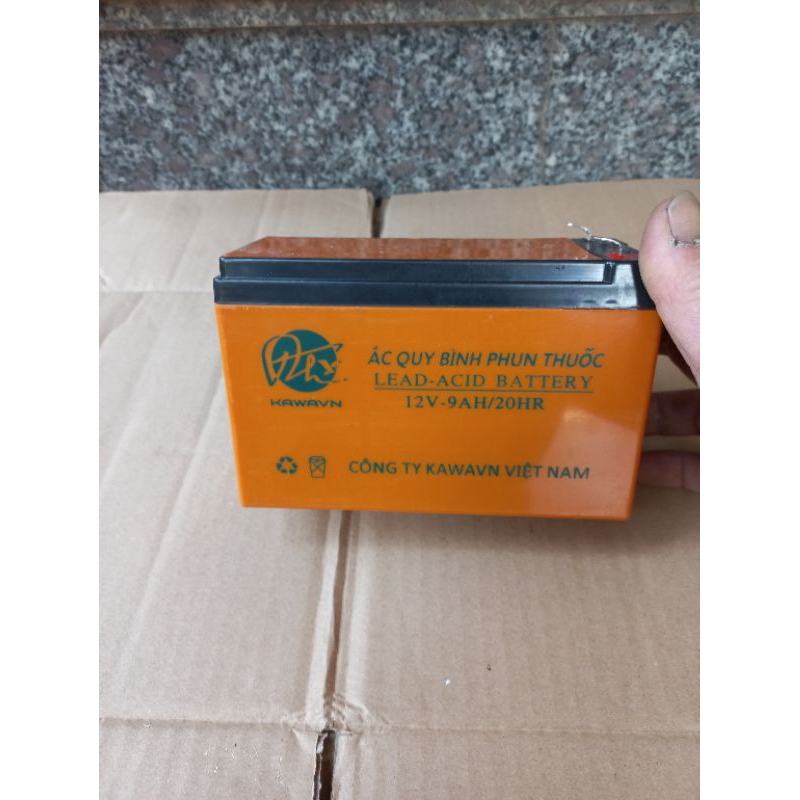 KAWAVN
ẮC QUY BÌNH PHUN THUỐC
LEAD-ACID BATTERY
12V-9AH/20HR
CÔNG TY KAWAVN VIỆT NAM